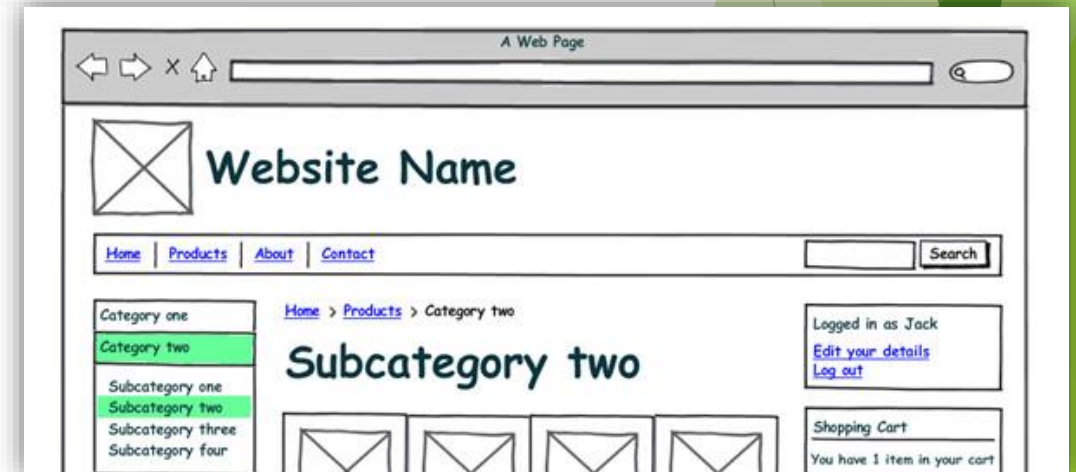 A Web Page
Website Name
Home Products About Contact Search
Category one
Category two
Subcategory one
Subcategory two
Subcategory three
Subcategory four
Home > Products > Category two
Subcategory two
Logged in as Jack
Edit your details
Log out
Shopping Cart
You have 1 item in your cart